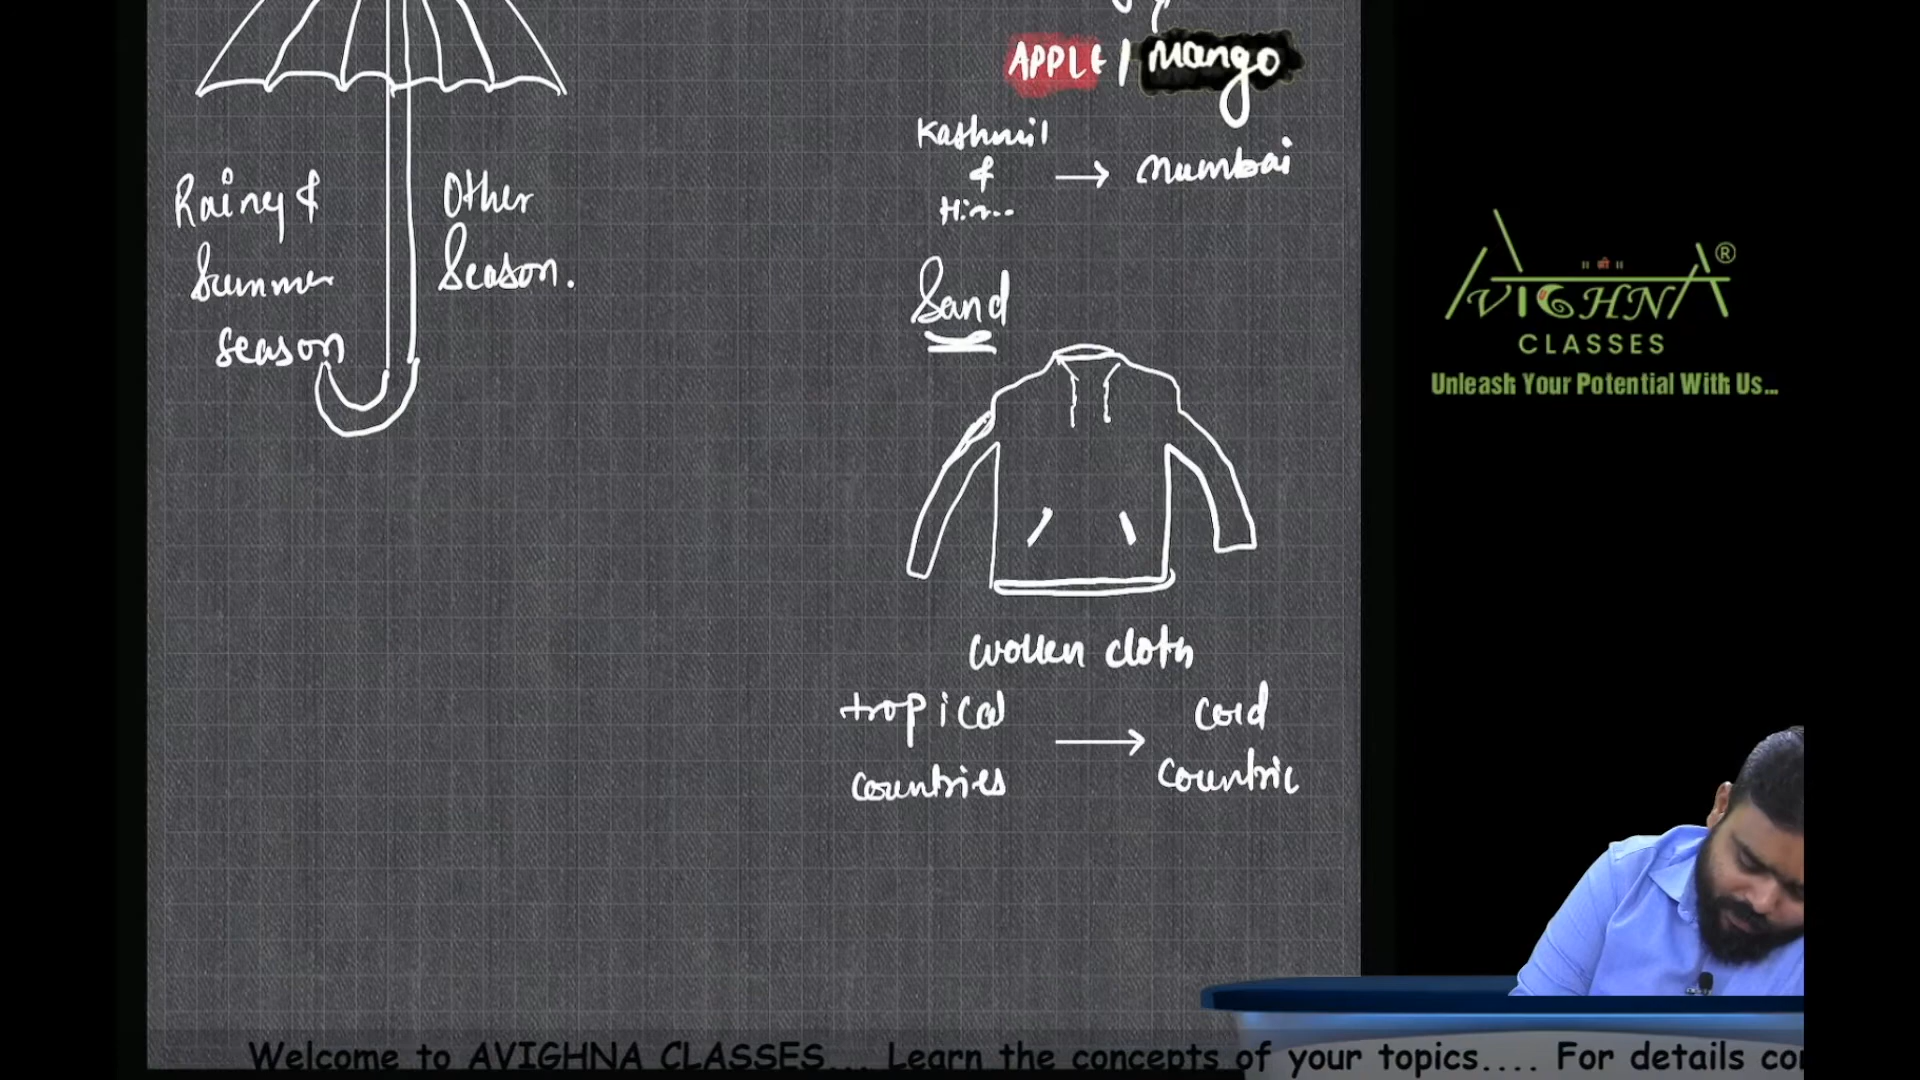 APPLE / Mango
Kashmir
&
→ Mumbai
Rainy &
Summer
season
Other
Season.
Sand
wollen cloth
tropical
countries
→
cold
countrie
AVIGHNA
®
॥ श्री ॥
CLASSES
Unleash Your Potential With Us...
Welcome to AVIGHNA CLASSES... Learn the concepts of your topics.... For details co